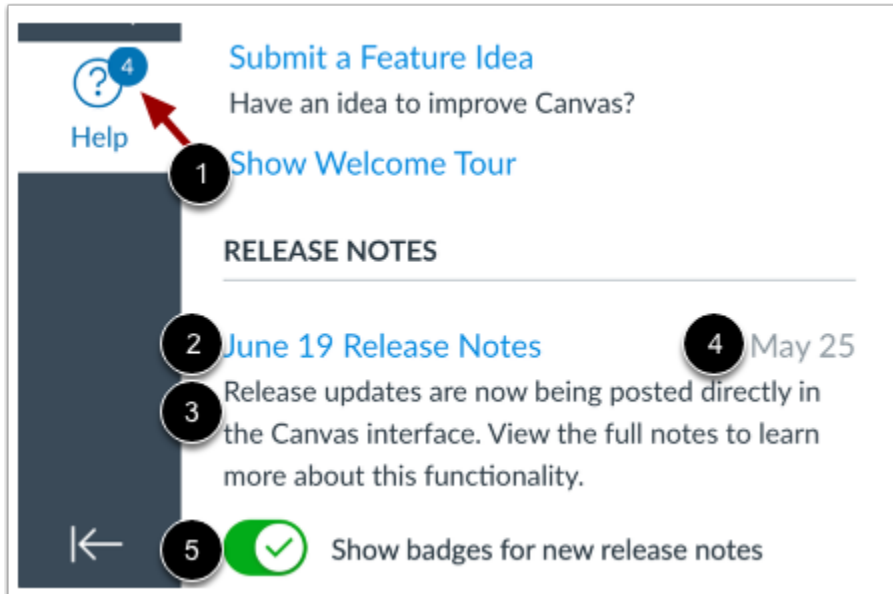 4
Help
1
Submit a Feature Idea
Have an idea to improve Canvas?
Show Welcome Tour
RELEASE NOTES
2
June 19 Release Notes
4
May 25
3
Release updates are now being posted directly in
the Canvas interface. View the full notes to learn
more about this functionality.
5
Show badges for new release notes